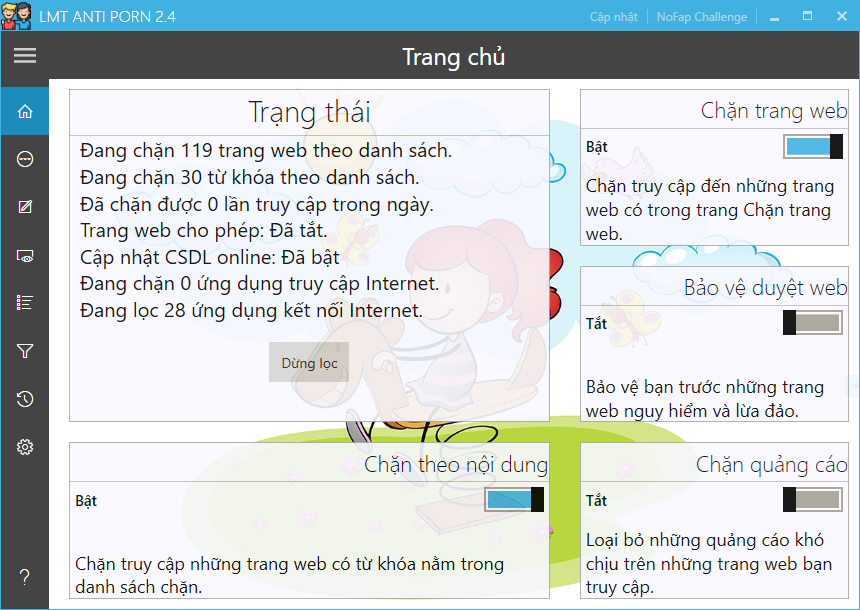 LMT ANTI PORN 2.4
Cập nhật
NoFap Challenge
Trang chủ
Trạng thái
Đang chặn 119 trang web theo danh sách.
Đang chặn 30 từ khóa theo danh sách.
Đã chặn được 0 lần truy cập trong ngày.
Trang web cho phép: Đã tắt.
Cập nhật CSDL online: Đã bật
Đang chặn 0 ứng dụng truy cập Internet.
Đang lọc 28 ứng dụng kết nối Internet.
Dừng lọc
Chặn trang web
Bật
Chặn truy cập đến những trang
web có trong trang Chặn trang
web.
Bảo vệ duyệt web
Tắt
Bảo vệ bạn trước những trang
web nguy hiểm và lừa đảo.
Chặn theo nội dung
Bật
Chặn truy cập những trang web có từ khóa nằm trong
danh sách chặn.
Chặn quảng cáo
Tắt
Loại bỏ những quảng cáo khó
chịu trên những trang web bạn
truy cập.